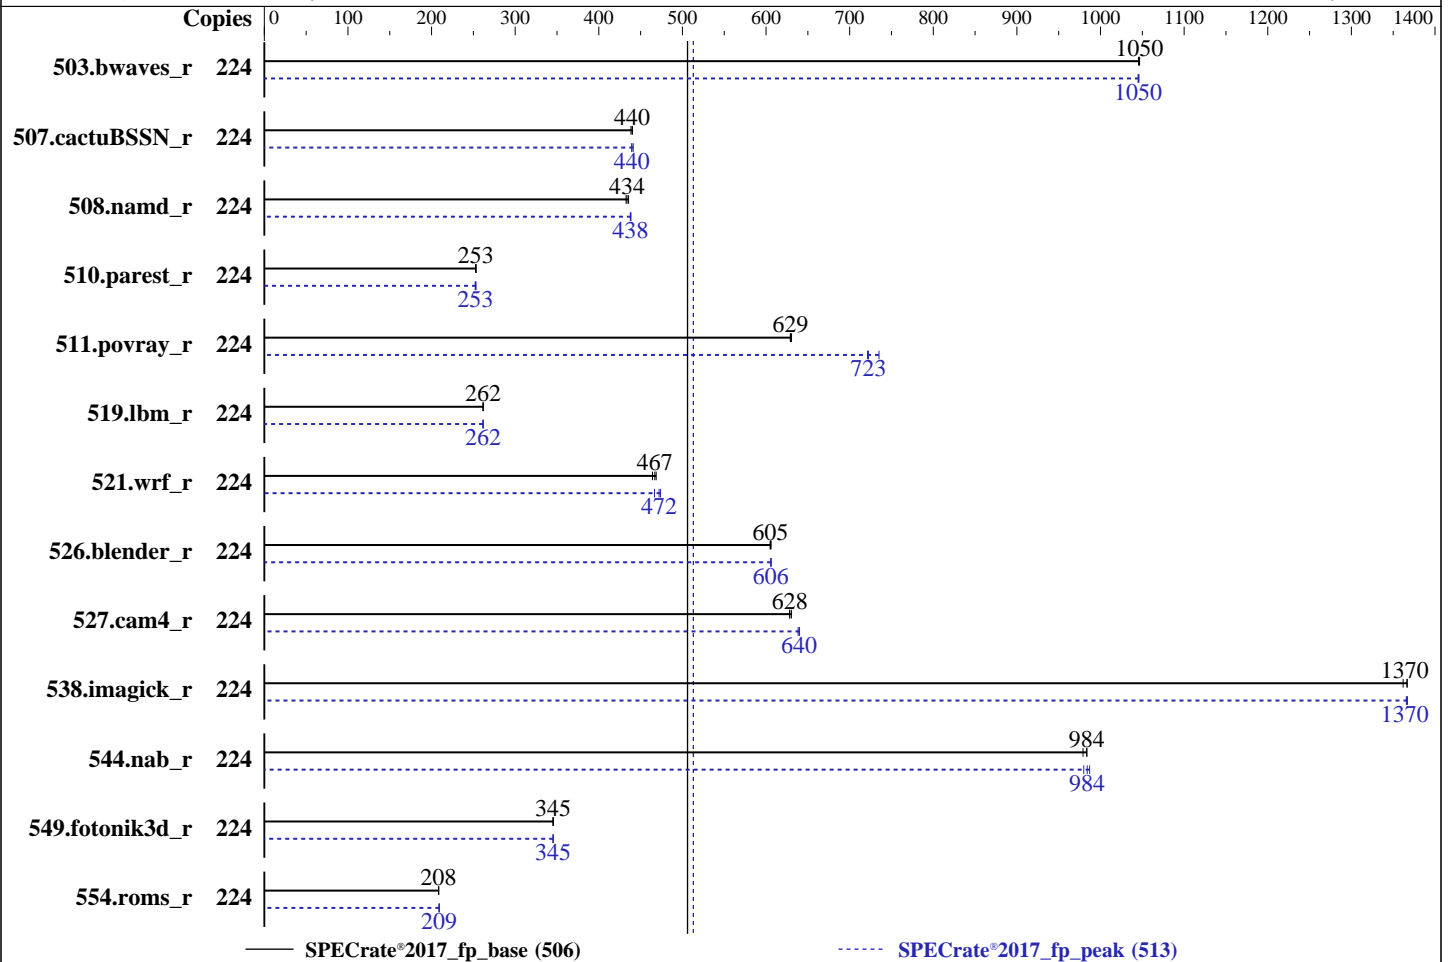 Copies 0 100 200 300 400 500 600 700 800 900 1000 1100 1200 1300 1400
503.bwaves_r 224 1050
1050
507.cactuBSSN_r 224 440
440
508.namd_r 224 434
438
510.parest_r 224 253
253
511.povray_r 224 629
723
519.lbm_r 224 262
262
521.wrf_r 224 467
472
526.blender_r 224 605
606
527.cam4_r 224 628
640
538.imagick_r 224 1370
1370
544.nab_r 224 984
984
549.fotonik3d_r 224 345
345
554.roms_r 224 208
209
SPECrate®2017_fp_base (506) SPECrate®2017_fp_peak (513)